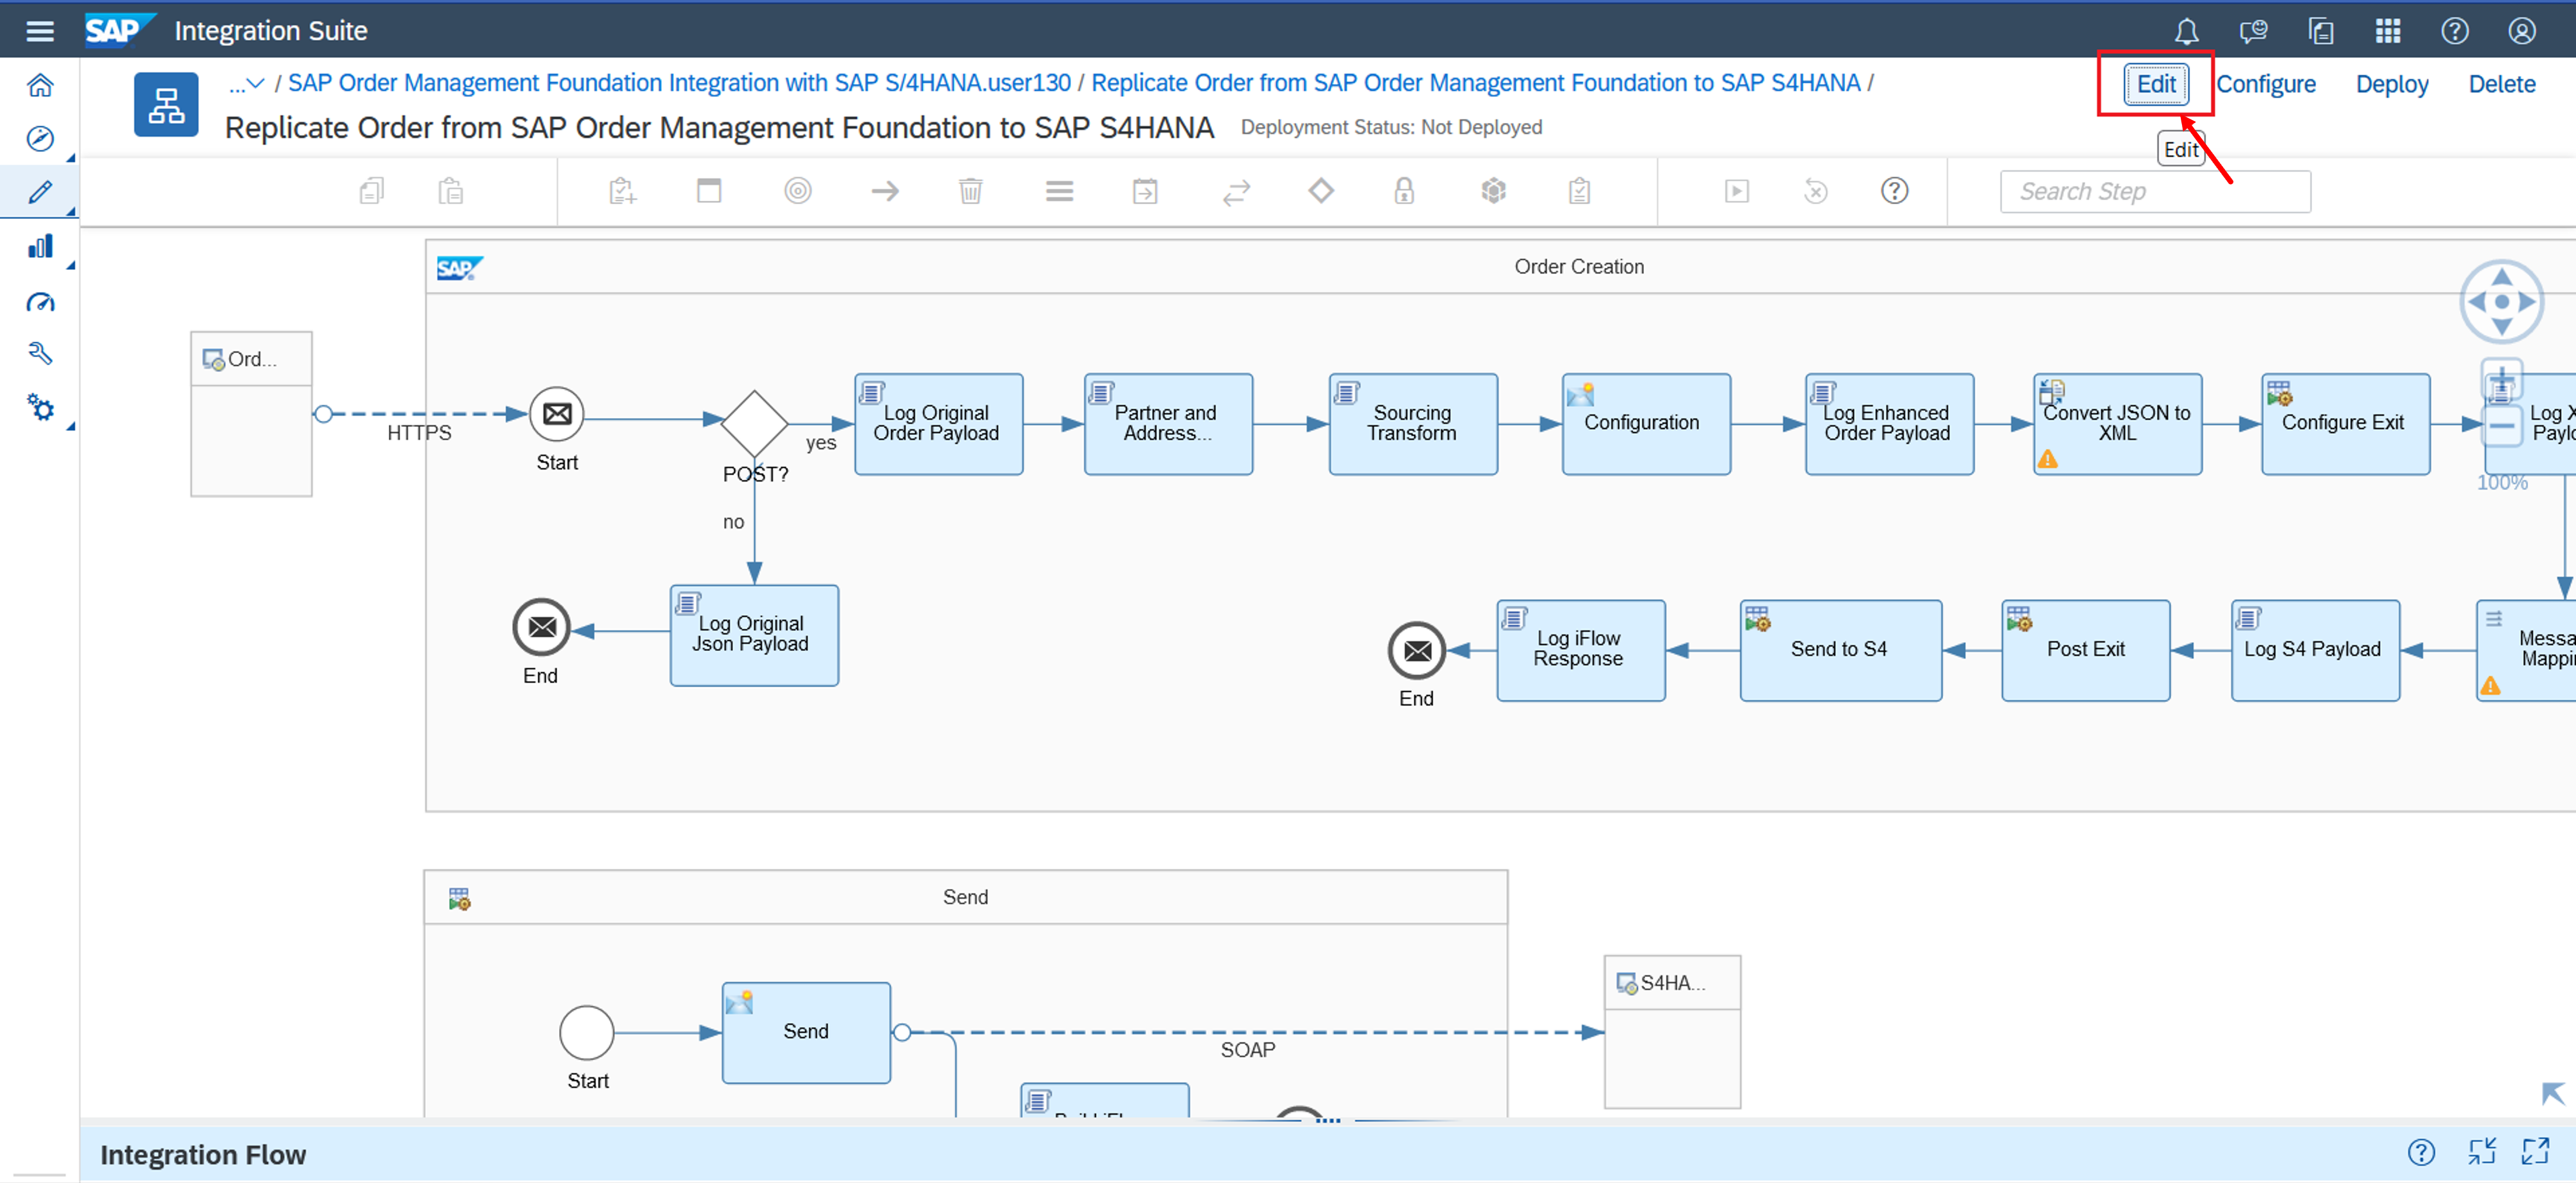 SAP Integration Suite
... / SAP Order Management Foundation Integration with SAP S/4HANA.user130 / Replicate Order from SAP Order Management Foundation to SAP S4HANA /
Edit Configure Deploy Delete
Replicate Order from SAP Order Management Foundation to SAP S4HANA Deployment Status: Not Deployed
Edit
Search Step
SAP Order Creation
Ord...
HTTPS
Start
POST?
yes
no
Log Original
Order Payload
Partner and
Address...
Sourcing
Transform
Configuration
Log Enhanced
Order Payload
Convert JSON to
XML
Configure Exit
Log X
Paylo
100%
End
Log Original
Json Payload
End
Log iFlow
Response
Send to S4
Post Exit
Log S4 Payload
Messa
Mappi
Send
Start
Send
SOAP
S4HA...
Integration Flow